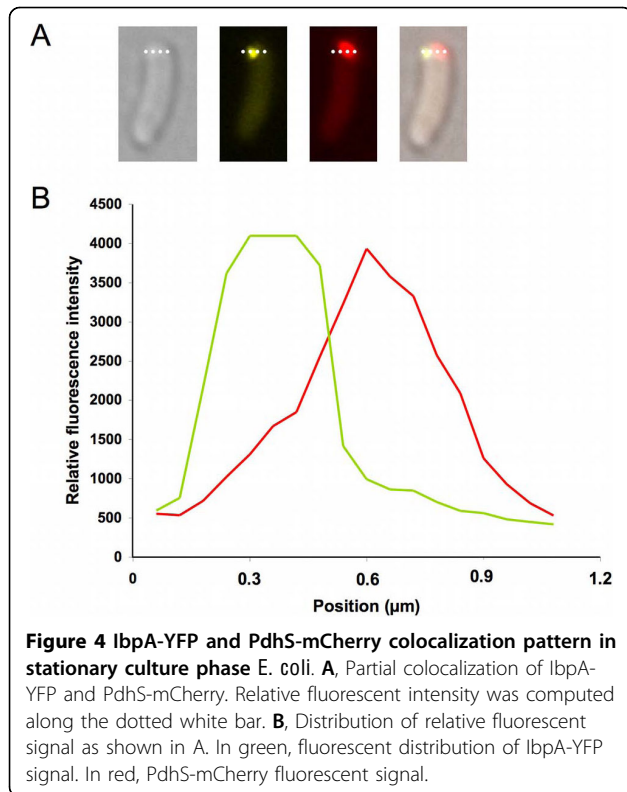 A
B
4500
4000
3500
3000
2500
2000
1500
1000
500
0
Relative fluorescence intensity
0 0.3 0.6 0.9 1.2
Position (µm)
Figure 4 IbpA-YFP and PdhS-mCherry colocalization pattern in
stationary culture phase E. coli. A, Partial colocalization of IbpA-
YFP and PdhS-mCherry. Relative fluorescent intensity was computed
along the dotted white bar. B, Distribution of relative fluorescent
signal as shown in A. In green, fluorescent distribution of IbpA-YFP
signal. In red, PdhS-mCherry fluorescent signal.